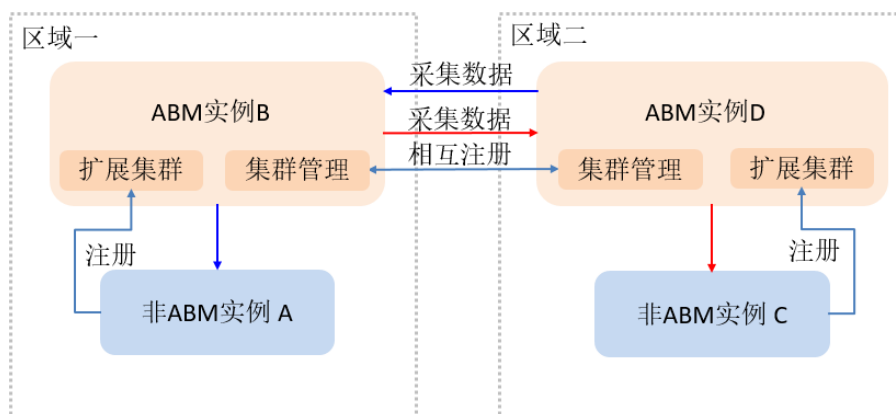 区域一
区域二
采集数据
ABM实例B
ABM实例D
采集数据
相互注册
扩展集群
集群管理
集群管理
扩展集群
注册
注册
非ABM实例 A
非ABM实例 C